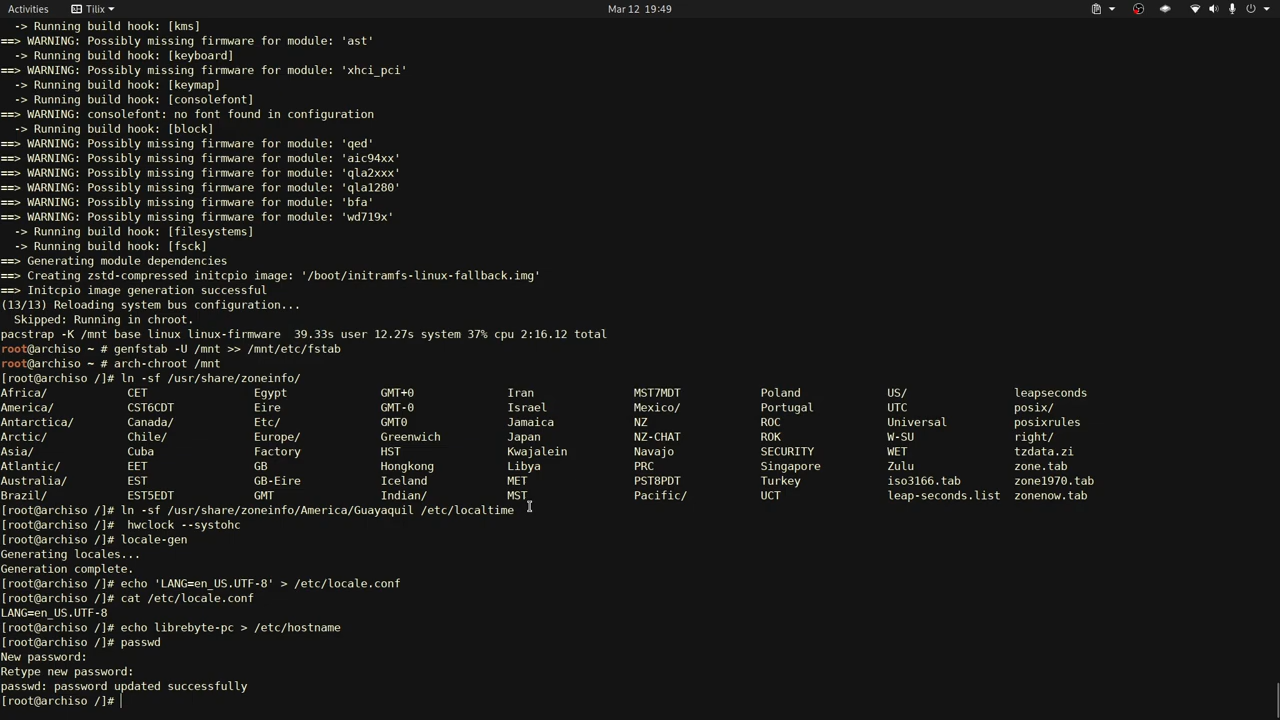 Activities Tilix Mar 12 19:49
-> Running build hook: [kms]
==> WARNING: Possibly missing firmware for module: 'ast'
-> Running build hook: [keyboard]
==> WARNING: Possibly missing firmware for module: 'xhci_pci'
-> Running build hook: [keymap]
-> Running build hook: [consolefont]
==> WARNING: consolefont: no font found in configuration
-> Running build hook: [block]
==> WARNING: Possibly missing firmware for module: 'qed'
==> WARNING: Possibly missing firmware for module: 'aic94xx'
==> WARNING: Possibly missing firmware for module: 'qla2xxx'
==> WARNING: Possibly missing firmware for module: 'qla1280'
==> WARNING: Possibly missing firmware for module: 'bfa'
==> WARNING: Possibly missing firmware for module: 'wd719x'
-> Running build hook: [filesystems]
-> Running build hook: [fsck]
==> Generating module dependencies
==> Creating zstd-compressed initcpio image: '/boot/initramfs-linux-fallback.img'
==> Initcpio image generation successful
(13/13) Reloading system bus configuration...
Skipped: Running in chroot.
pacstrap -K /mnt base linux linux-firmware 39.33s user 12.27s system 37% cpu 2:16.12 total
root@archiso ~ # genfstab -U /mnt >> /mnt/etc/fstab
root@archiso ~ # arch-chroot /mnt
[root@archiso /]# ln -sf /usr/share/zoneinfo/
Africa/ CET Egypt GMT+0 Iran MST7MDT Poland US/ leapseconds
America/ CST6CDT Eire GMT-0 Israel Mexico/ Portugal UTC posix/
Antarctica/ Canada/ Etc/ GMT0 Jamaica NZ ROC Universal posixrules
Arctic/ Chile/ Europe/ Greenwich Japan NZ-CHAT ROK W-SU right/
Asia/ Cuba Factory HST Kwajalein Navajo SECURITY WET tzdata.zi
Atlantic/ EET GB Hongkong Libya PRC Singapore Zulu zone.tab
Australia/ EST GB-Eire Iceland MET PST8PDT Turkey iso3166.tab zone1970.tab
Brazil/ EST5EDT GMT Indian/ MST Pacific/ UCT leap-seconds.list zonenow.tab
[root@archiso /]# ln -sf /usr/share/zoneinfo/America/Guayaquil /etc/localtime
[root@archiso /]#  hwclock --systohc
[root@archiso /]# locale-gen
Generating locales...
Generation complete.
[root@archiso /]# echo 'LANG=en_US.UTF-8' > /etc/locale.conf
[root@archiso /]# cat /etc/locale.conf
LANG=en_US.UTF-8
[root@archiso /]# echo librebyte-pc > /etc/hostname
[root@archiso /]# passwd
New password:
Retype new password:
passwd: password updated successfully
[root@archiso /]#